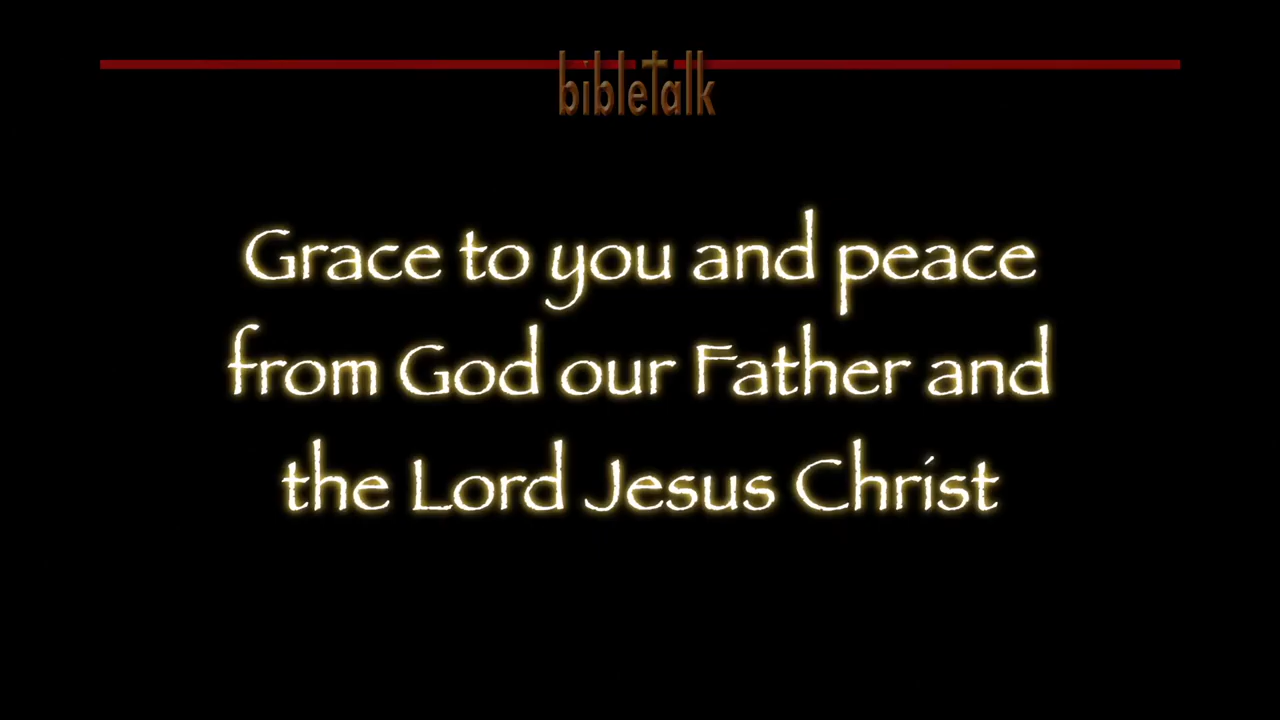 bibleTalk
Grace to you and peace
from God our Father and
the Lord Jesus Christ